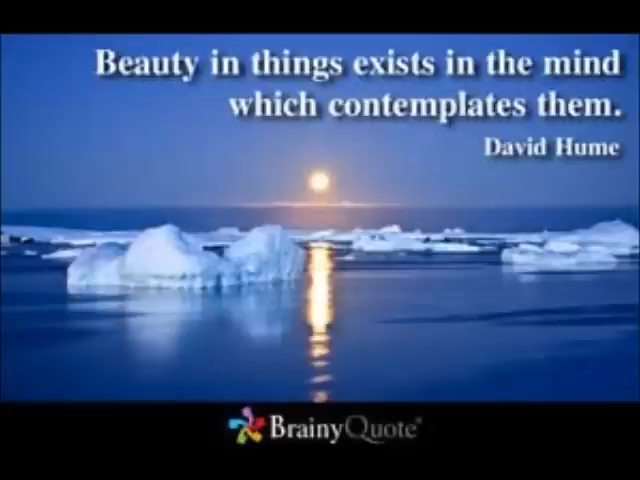 Beauty in things exists in the mind
which contemplates them.
David Hume
BrainyQuote®